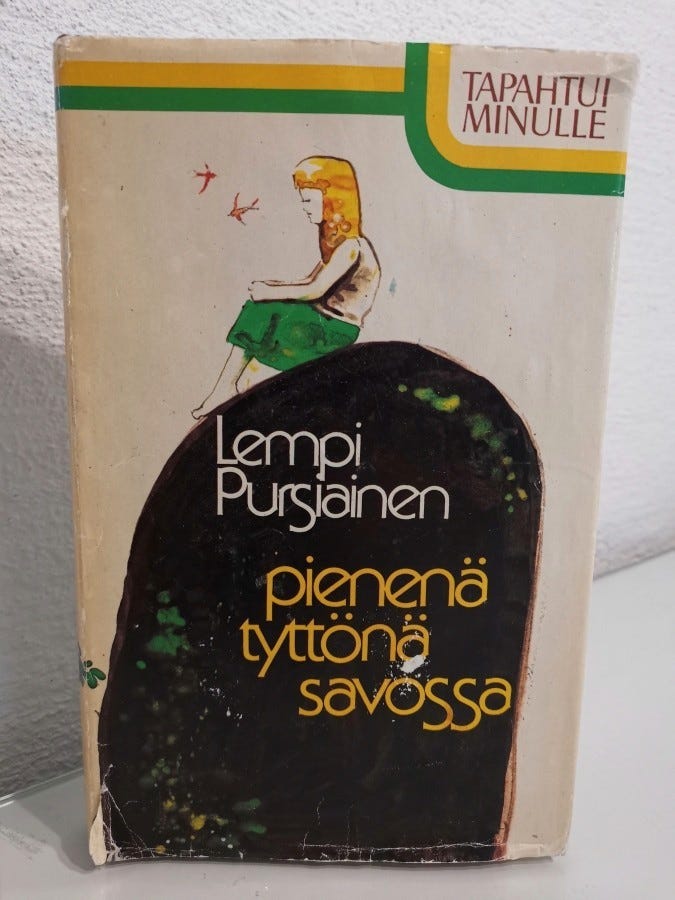 TAPAHTUI
MINULLE
Lempi
Pursiainen
pienenä
tyttönä
savossa